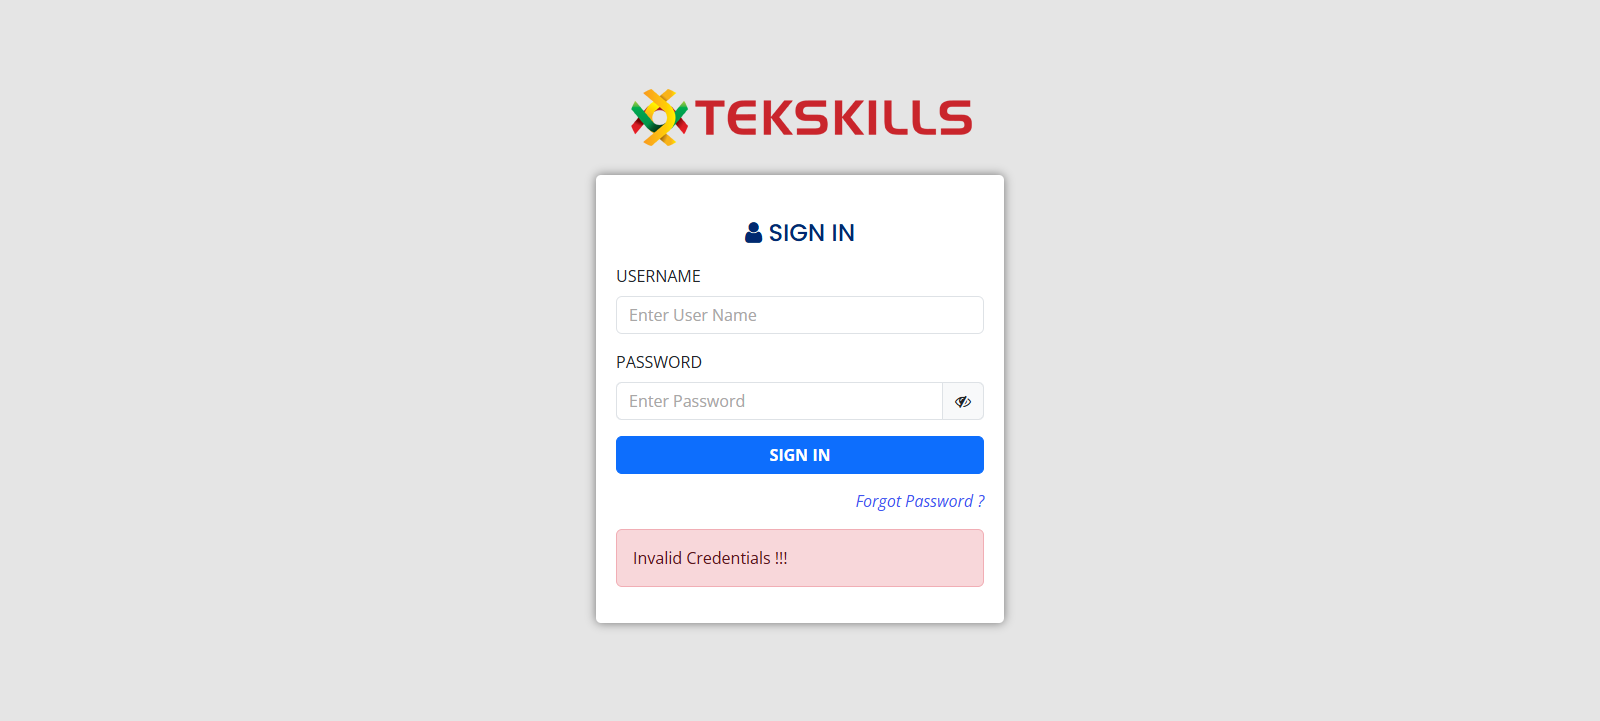 TEKSKILLS
SIGN IN
USERNAME
Enter User Name
PASSWORD
Enter Password
SIGN IN
Forgot Password ?
Invalid Credentials !!!